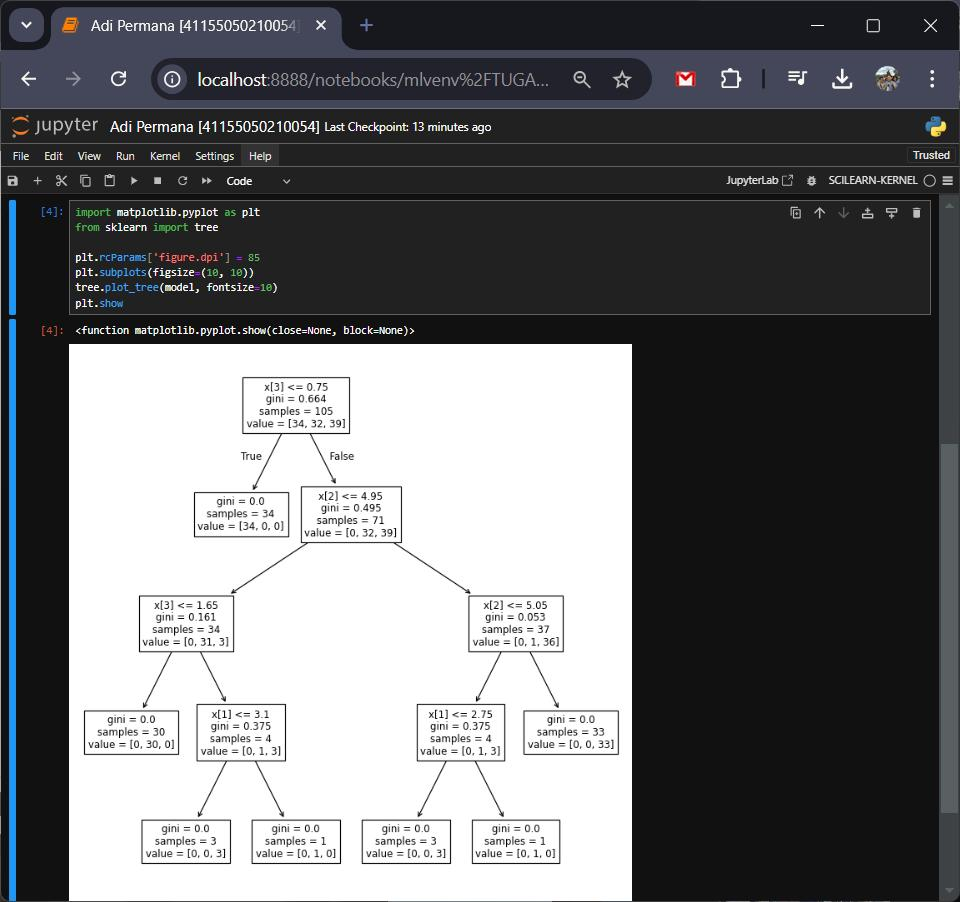 Adi Permana [41155050210054]
localhost:8888/notebooks/mlvenv%2FTUGA...
jupyter Adi Permana [41155050210054] Last Checkpoint: 13 minutes ago
File Edit View Run Kernel Settings Help Trusted
Code JupyterLab SCILEARN-KERNEL
[4]: import matplotlib.pyplot as plt
from sklearn import tree
plt.rcParams['figure.dpi'] = 85
plt.subplots(figsize=(10, 10))
tree.plot_tree(model, fontsize=10)
plt.show
[4]: <function matplotlib.pyplot.show(close=None, block=None)>
x[3] <= 0.75
gini = 0.664
samples = 105
value = [34, 32, 39]
True
False
gini = 0.0
samples = 34
value = [34, 0, 0]
x[2] <= 4.95
gini = 0.495
samples = 71
value = [0, 32, 39]
x[3] <= 1.65
gini = 0.161
samples = 34
value = [0, 31, 3]
x[2] <= 5.05
gini = 0.053
samples = 37
value = [0, 1, 36]
gini = 0.0
samples = 30
value = [0, 30, 0]
x[1] <= 3.1
gini = 0.375
samples = 4
value = [0, 1, 3]
x[1] <= 2.75
gini = 0.375
samples = 4
value = [0, 1, 3]
gini = 0.0
samples = 33
value = [0, 0, 33]
gini = 0.0
samples = 3
value = [0, 0, 3]
gini = 0.0
samples = 1
value = [0, 1, 0]
gini = 0.0
samples = 3
value = [0, 0, 3]
gini = 0.0
samples = 1
value = [0, 1, 0]